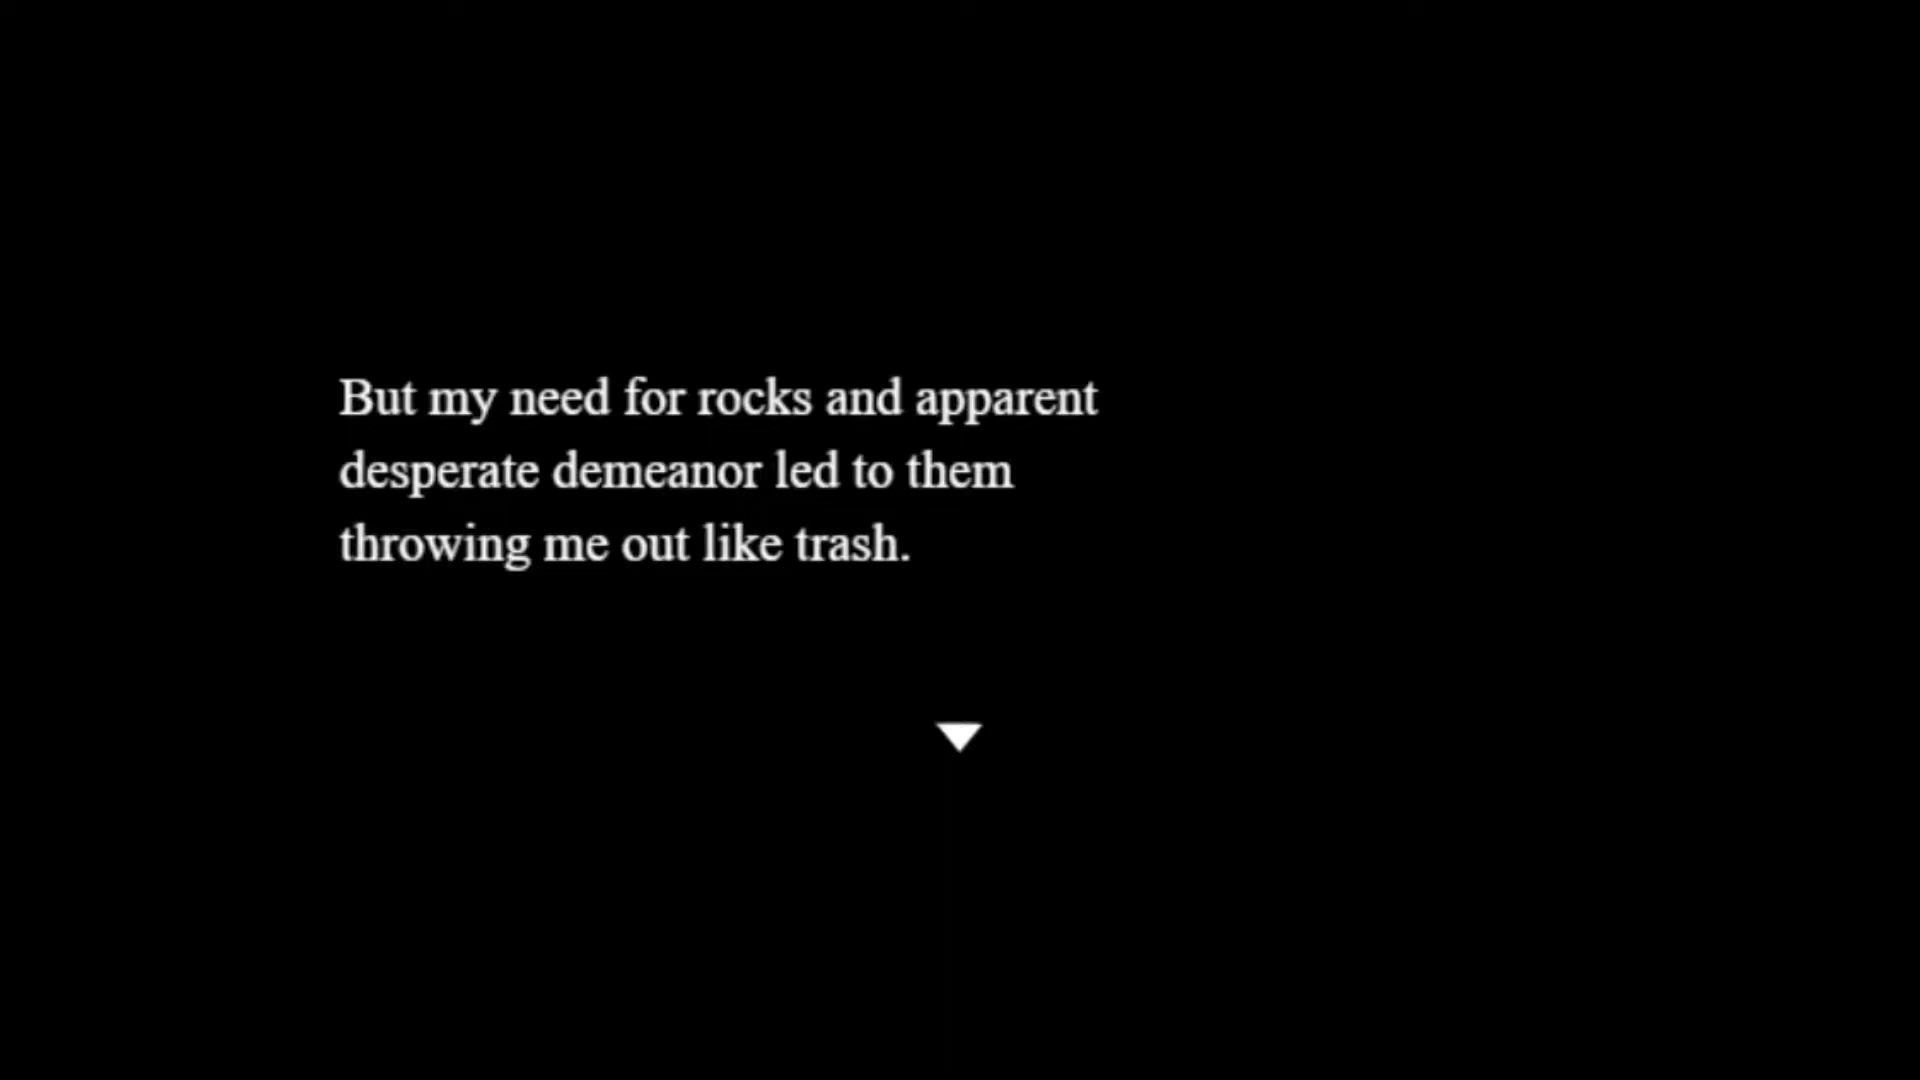 But my need for rocks and apparent
desperate demeanor led to them
throwing me out like trash.